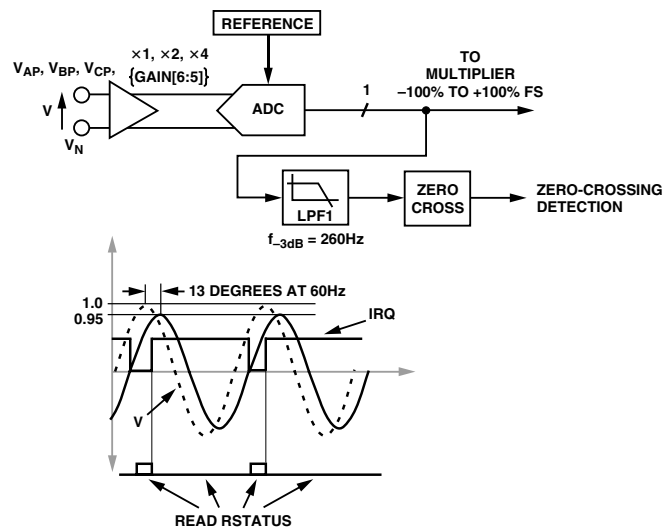 REFERENCE
×1, ×2, ×4
{GAIN[6:5]}
V_AP, V_BP, V_CP,
V
V_N
ADC
1
TO
MULTIPLIER
–100% TO +100% FS
LPF1
f_–3dB = 260Hz
ZERO
CROSS
ZERO-CROSSING
DETECTION
1.0
0.95
13 DEGREES AT 60Hz
IRQ
V
READ RSTATUS